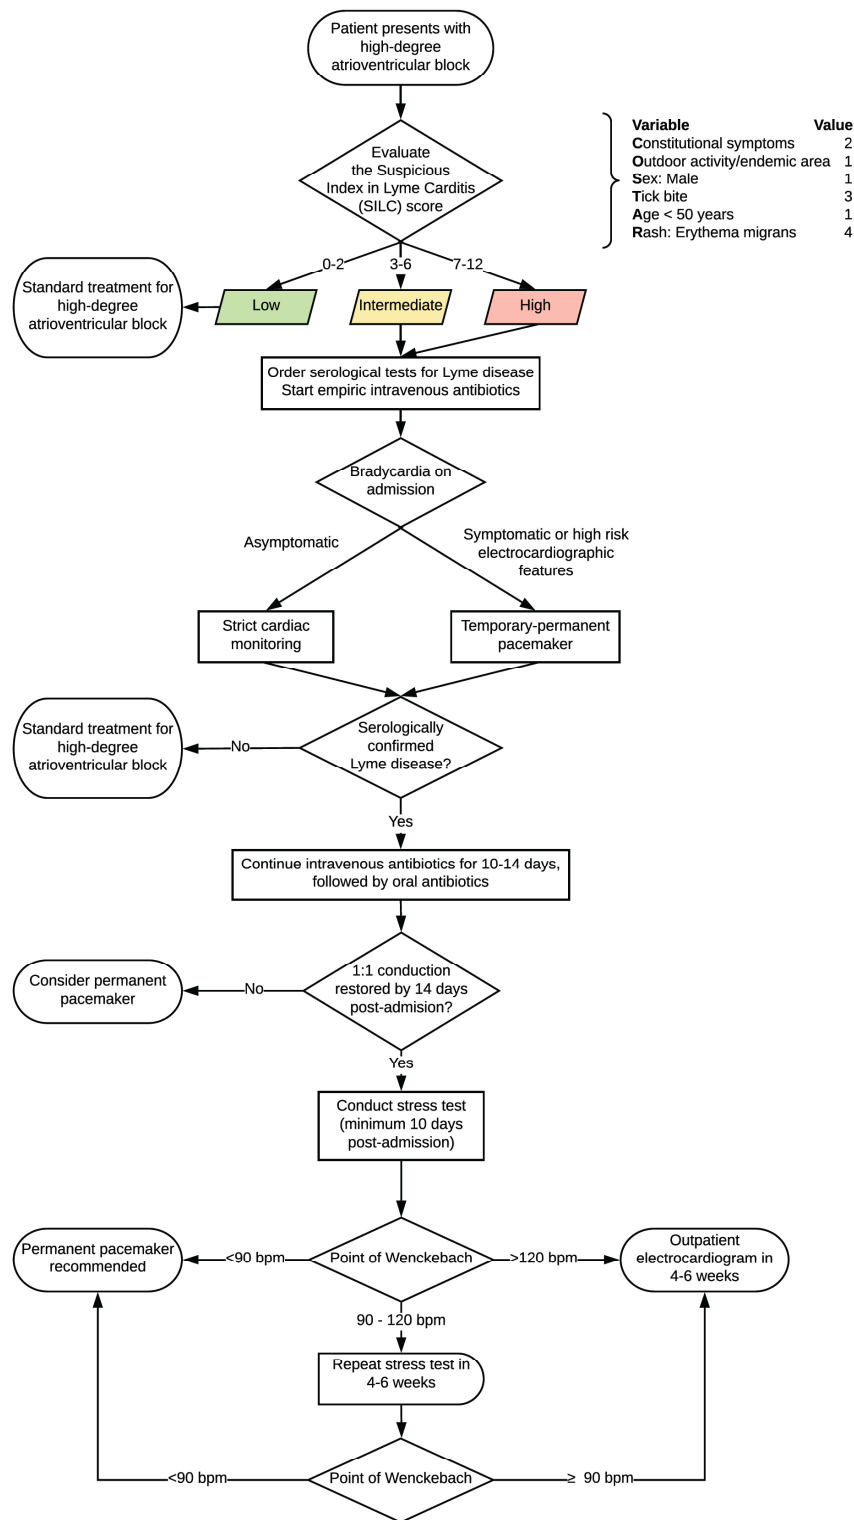 Patient presents with
high-degree
atrioventricular block
Evaluate
the Suspicious
Index in Lyme Carditis
(SILC) score
Variable Value
Constitutional symptoms 2
Outdoor activity/endemic area 1
Sex: Male 1
Tick bite 3
Age < 50 years 1
Rash: Erythema migrans 4
0-2 3-6 7-12
Standard treatment for
high-degree
atrioventricular block
Low Intermediate High
Order serological tests for Lyme disease
Start empiric intravenous antibiotics
Bradycardia on
admission
Asymptomatic
Symptomatic or high risk
electrocardiographic
features
Strict cardiac
monitoring
Temporary-permanent
pacemaker
Serologically
confirmed
Lyme disease?
No
Standard treatment for
high-degree
atrioventricular block
Yes
Continue intravenous antibiotics for 10-14 days,
followed by oral antibiotics
1:1 conduction
restored by 14 days
post-admision?
No
Consider permanent
pacemaker
Yes
Conduct stress test
(minimum 10 days
post-admission)
Point of Wenckebach
<90 bpm
Permanent pacemaker
recommended
>120 bpm
Outpatient
electrocardiogram in
4-6 weeks
90 - 120 bpm
Repeat stress test in
4-6 weeks
Point of Wenckebach
<90 bpm
≥ 90 bpm